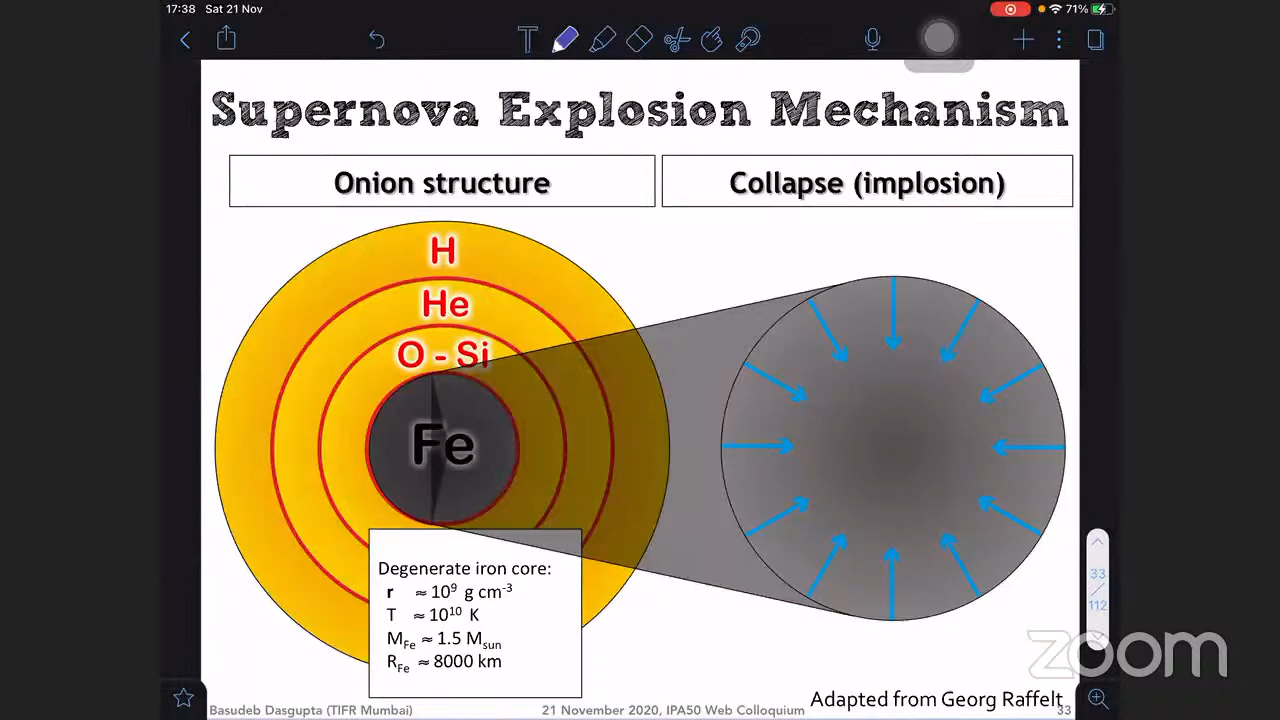 17:38 Sat 21 Nov
71%
T
Supernova Explosion Mechanism
Onion structure
Collapse (implosion)
H
He
O - Si
Fe
Degenerate iron core:
r ≈ 10⁹ g cm⁻³
T ≈ 10¹⁰ K
M_Fe ≈ 1.5 M_sun
R_Fe ≈ 8000 km
33
/
112
zoom
Adapted from Georg Raffelt
Basudeb Dasgupta (TIFR Mumbai) 21 November 2020, IPA50 Web Colloquium 33